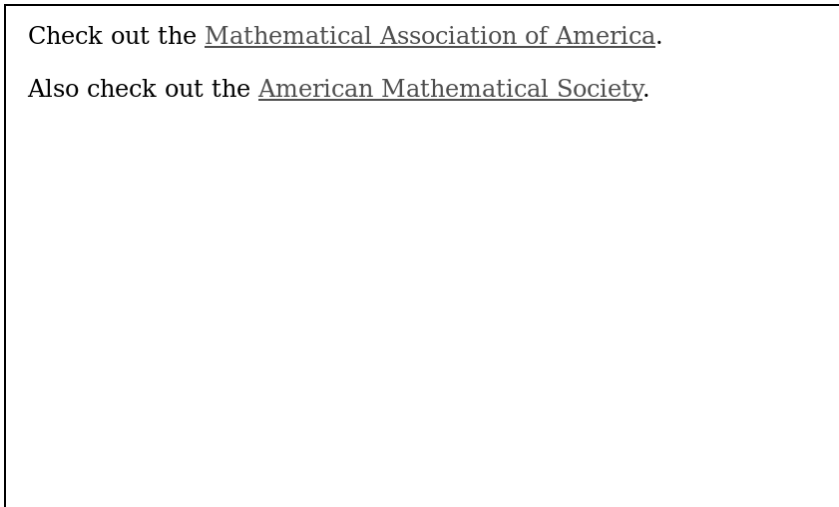 Check out the Mathematical Association of America.
Also check out the American Mathematical Society.